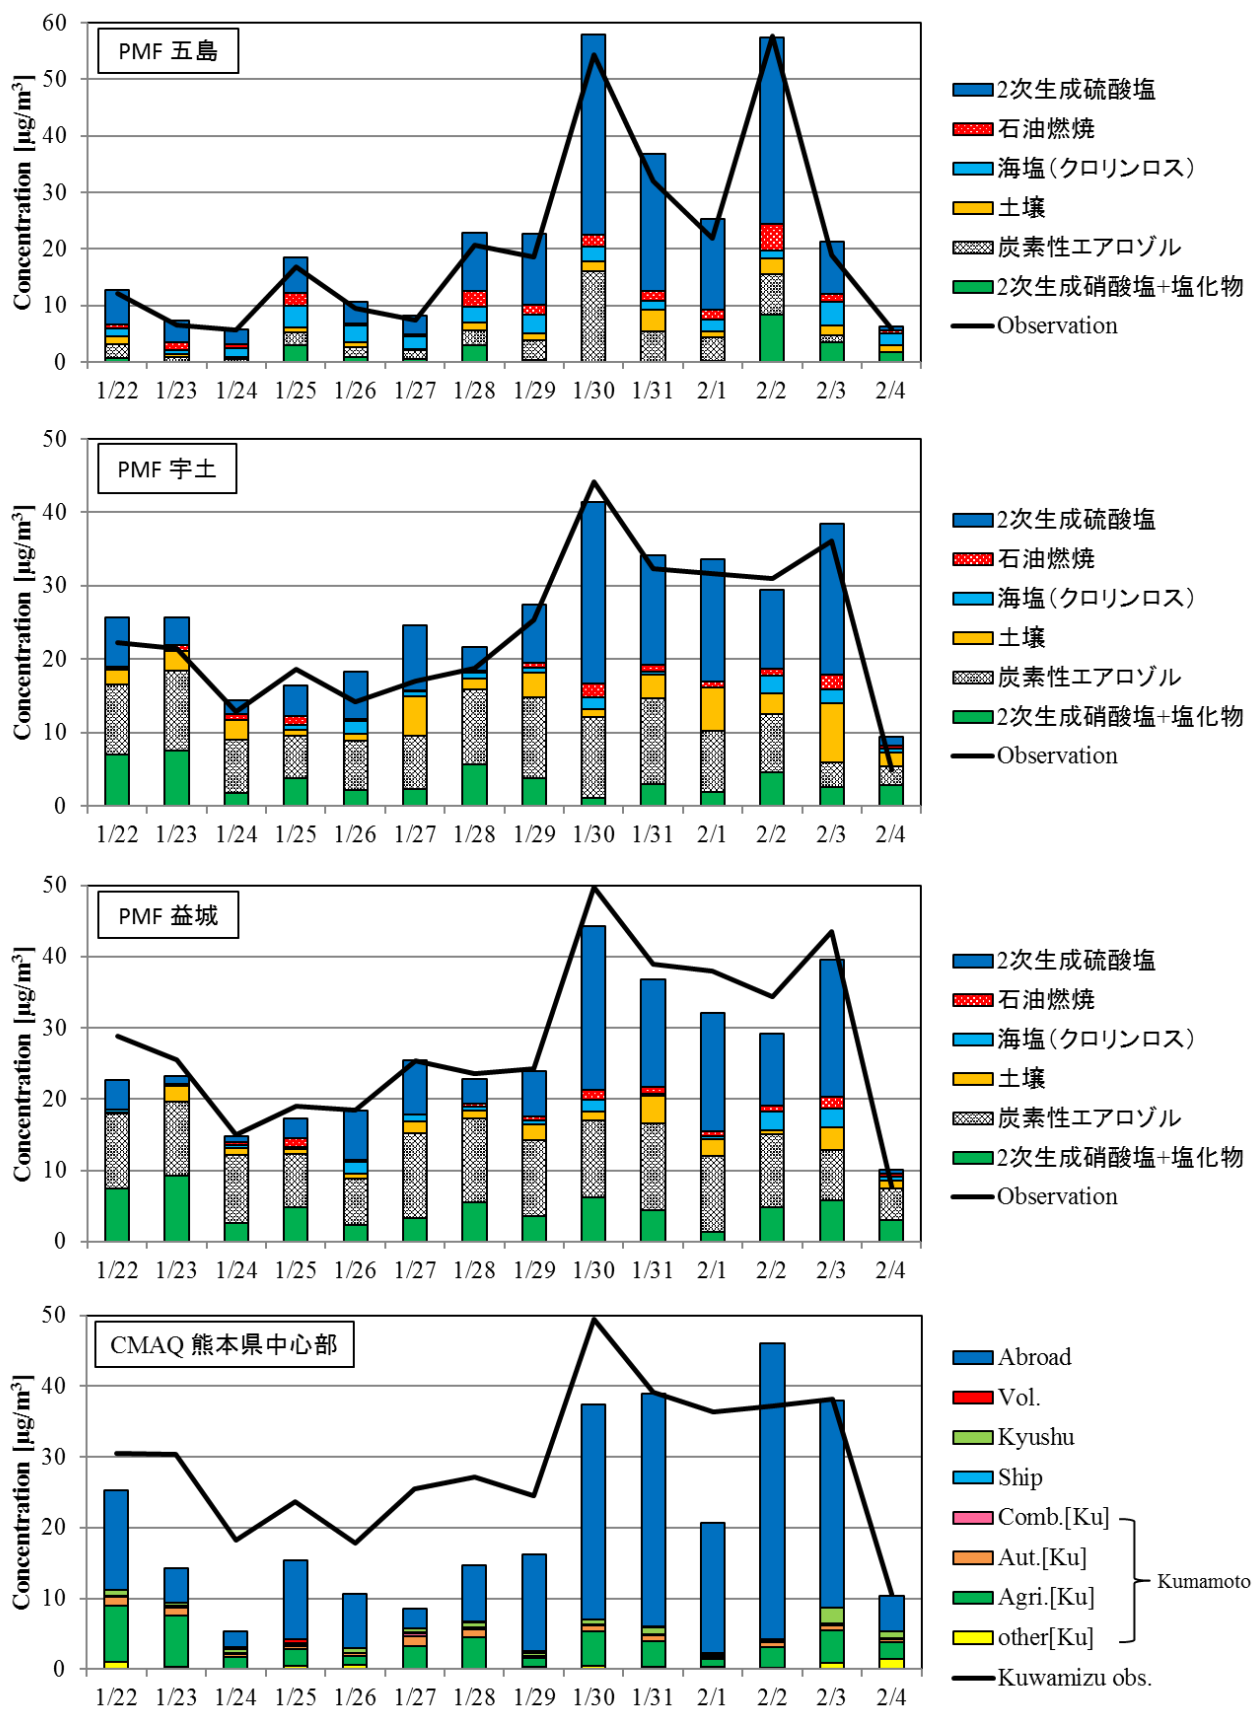 PMF 五島
Concentration [µg/m³]
60
50
40
30
20
10
0
1/22 1/23 1/24 1/25 1/26 1/27 1/28 1/29 1/30 1/31 2/1 2/2 2/3 2/4
2次生成硫酸塩
石油燃焼
海塩(クロリンロス)
土壌
炭素性エアロゾル
2次生成硝酸塩+塩化物
Observation
PMF 宇土
Concentration [µg/m³]
50
40
30
20
10
0
1/22 1/23 1/24 1/25 1/26 1/27 1/28 1/29 1/30 1/31 2/1 2/2 2/3 2/4
2次生成硫酸塩
石油燃焼
海塩(クロリンロス)
土壌
炭素性エアロゾル
2次生成硝酸塩+塩化物
Observation
PMF 益城
Concentration [µg/m³]
50
40
30
20
10
0
1/22 1/23 1/24 1/25 1/26 1/27 1/28 1/29 1/30 1/31 2/1 2/2 2/3 2/4
2次生成硫酸塩
石油燃焼
海塩(クロリンロス)
土壌
炭素性エアロゾル
2次生成硝酸塩+塩化物
Observation
CMAQ 熊本県中心部
Concentration [µg/m³]
50
40
30
20
10
0
1/22 1/23 1/24 1/25 1/26 1/27 1/28 1/29 1/30 1/31 2/1 2/2 2/3 2/4
Abroad
Vol.
Kyushu
Ship
Comb.[Ku]
Aut.[Ku]
Agri.[Ku]
other[Ku]
Kumamoto
Kuwamizu obs.